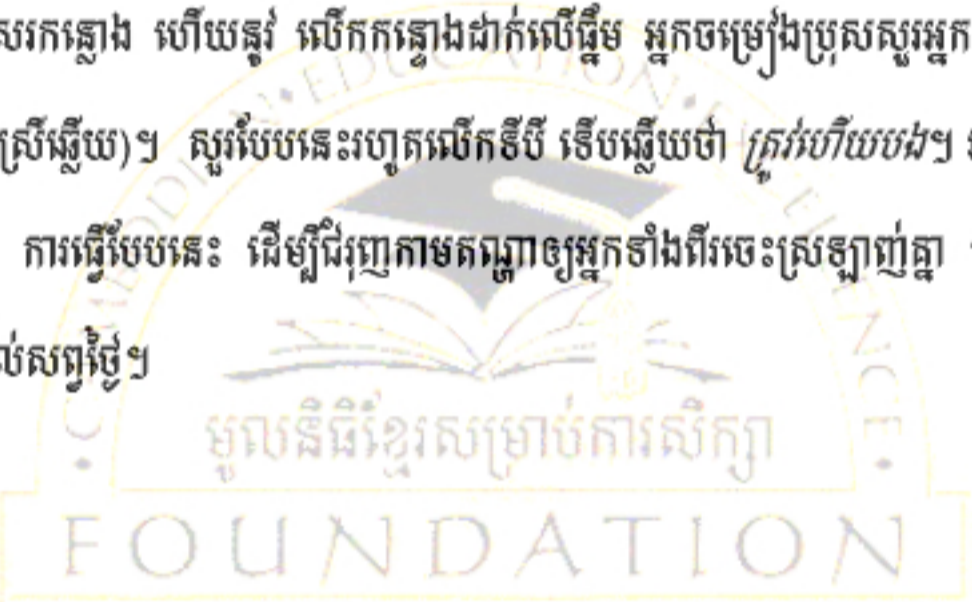 សរកន្លោង ហើយនូវ លើកកន្ទោងដាក់លើធ្នឹម អ្នកចម្រៀងប្រុសសួរអ្នក
ស្រីឆ្លើយ)។ សួរបែបនេះរហូតលើកទីបី ទើបឆ្លើយថា ត្រូវហើយបង។
ការធ្វើបែបនេះ ដើម្បីជំរុញកាមតណ្ហាឲ្យអ្នកទាំងពីរចេះស្រឡាញ់គ្នា
ល់សព្វថ្ងៃ។
CAMBODIAN EDUCATION EXCELLENCE
មូលនិធិខ្មែរសម្រាប់ការសិក្សា
FOUNDATION